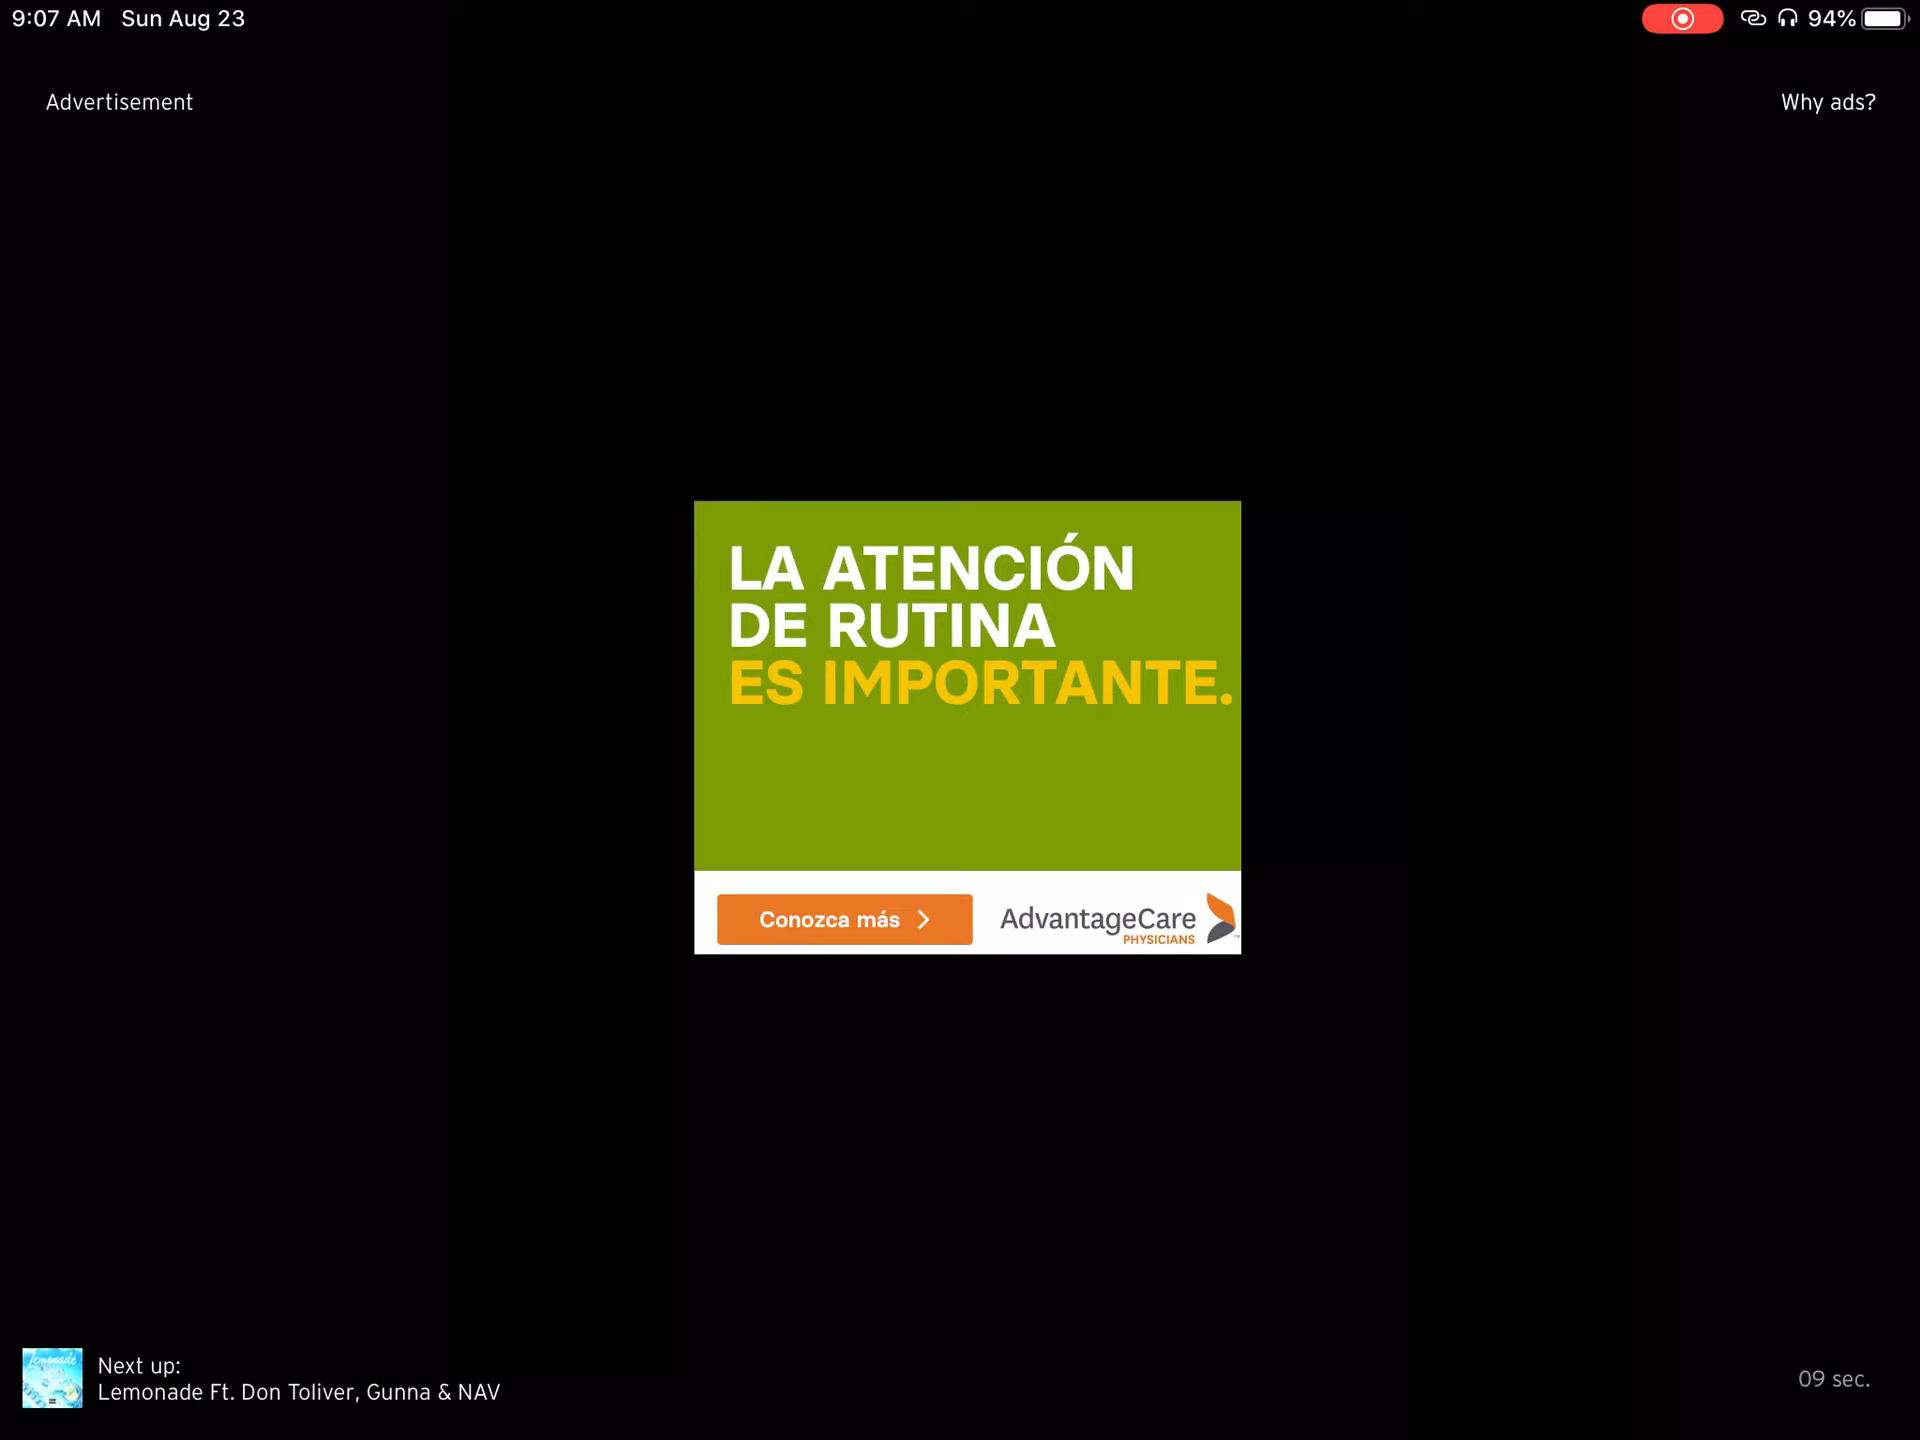 9:07 AM Sun Aug 23
94%
Advertisement
Why ads?
LA ATENCIÓN
DE RUTINA
ES IMPORTANTE.
Conozca más
AdvantageCare
PHYSICIANS
Lemonade
Next up:
Lemonade Ft. Don Toliver, Gunna & NAV
09 sec.